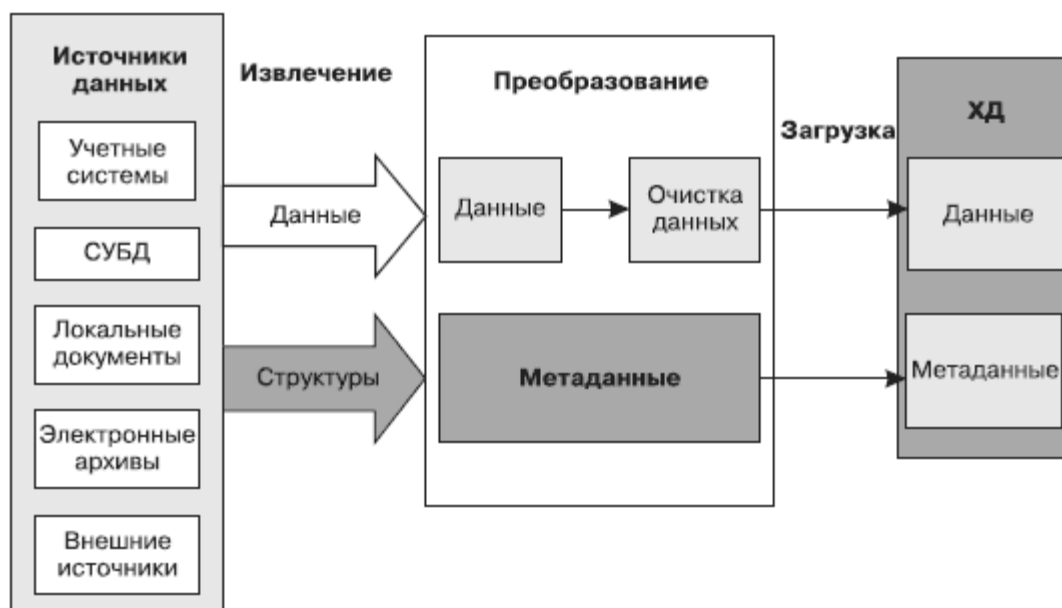 Источники
данных
Учетные
системы
СУБД
Локальные
документы
Электронные
архивы
Внешние
источники
Извлечение
Данные
Структуры
Преобразование
Данные
Очистка
данных
Метаданные
Загрузка
ХД
Данные
Метаданные